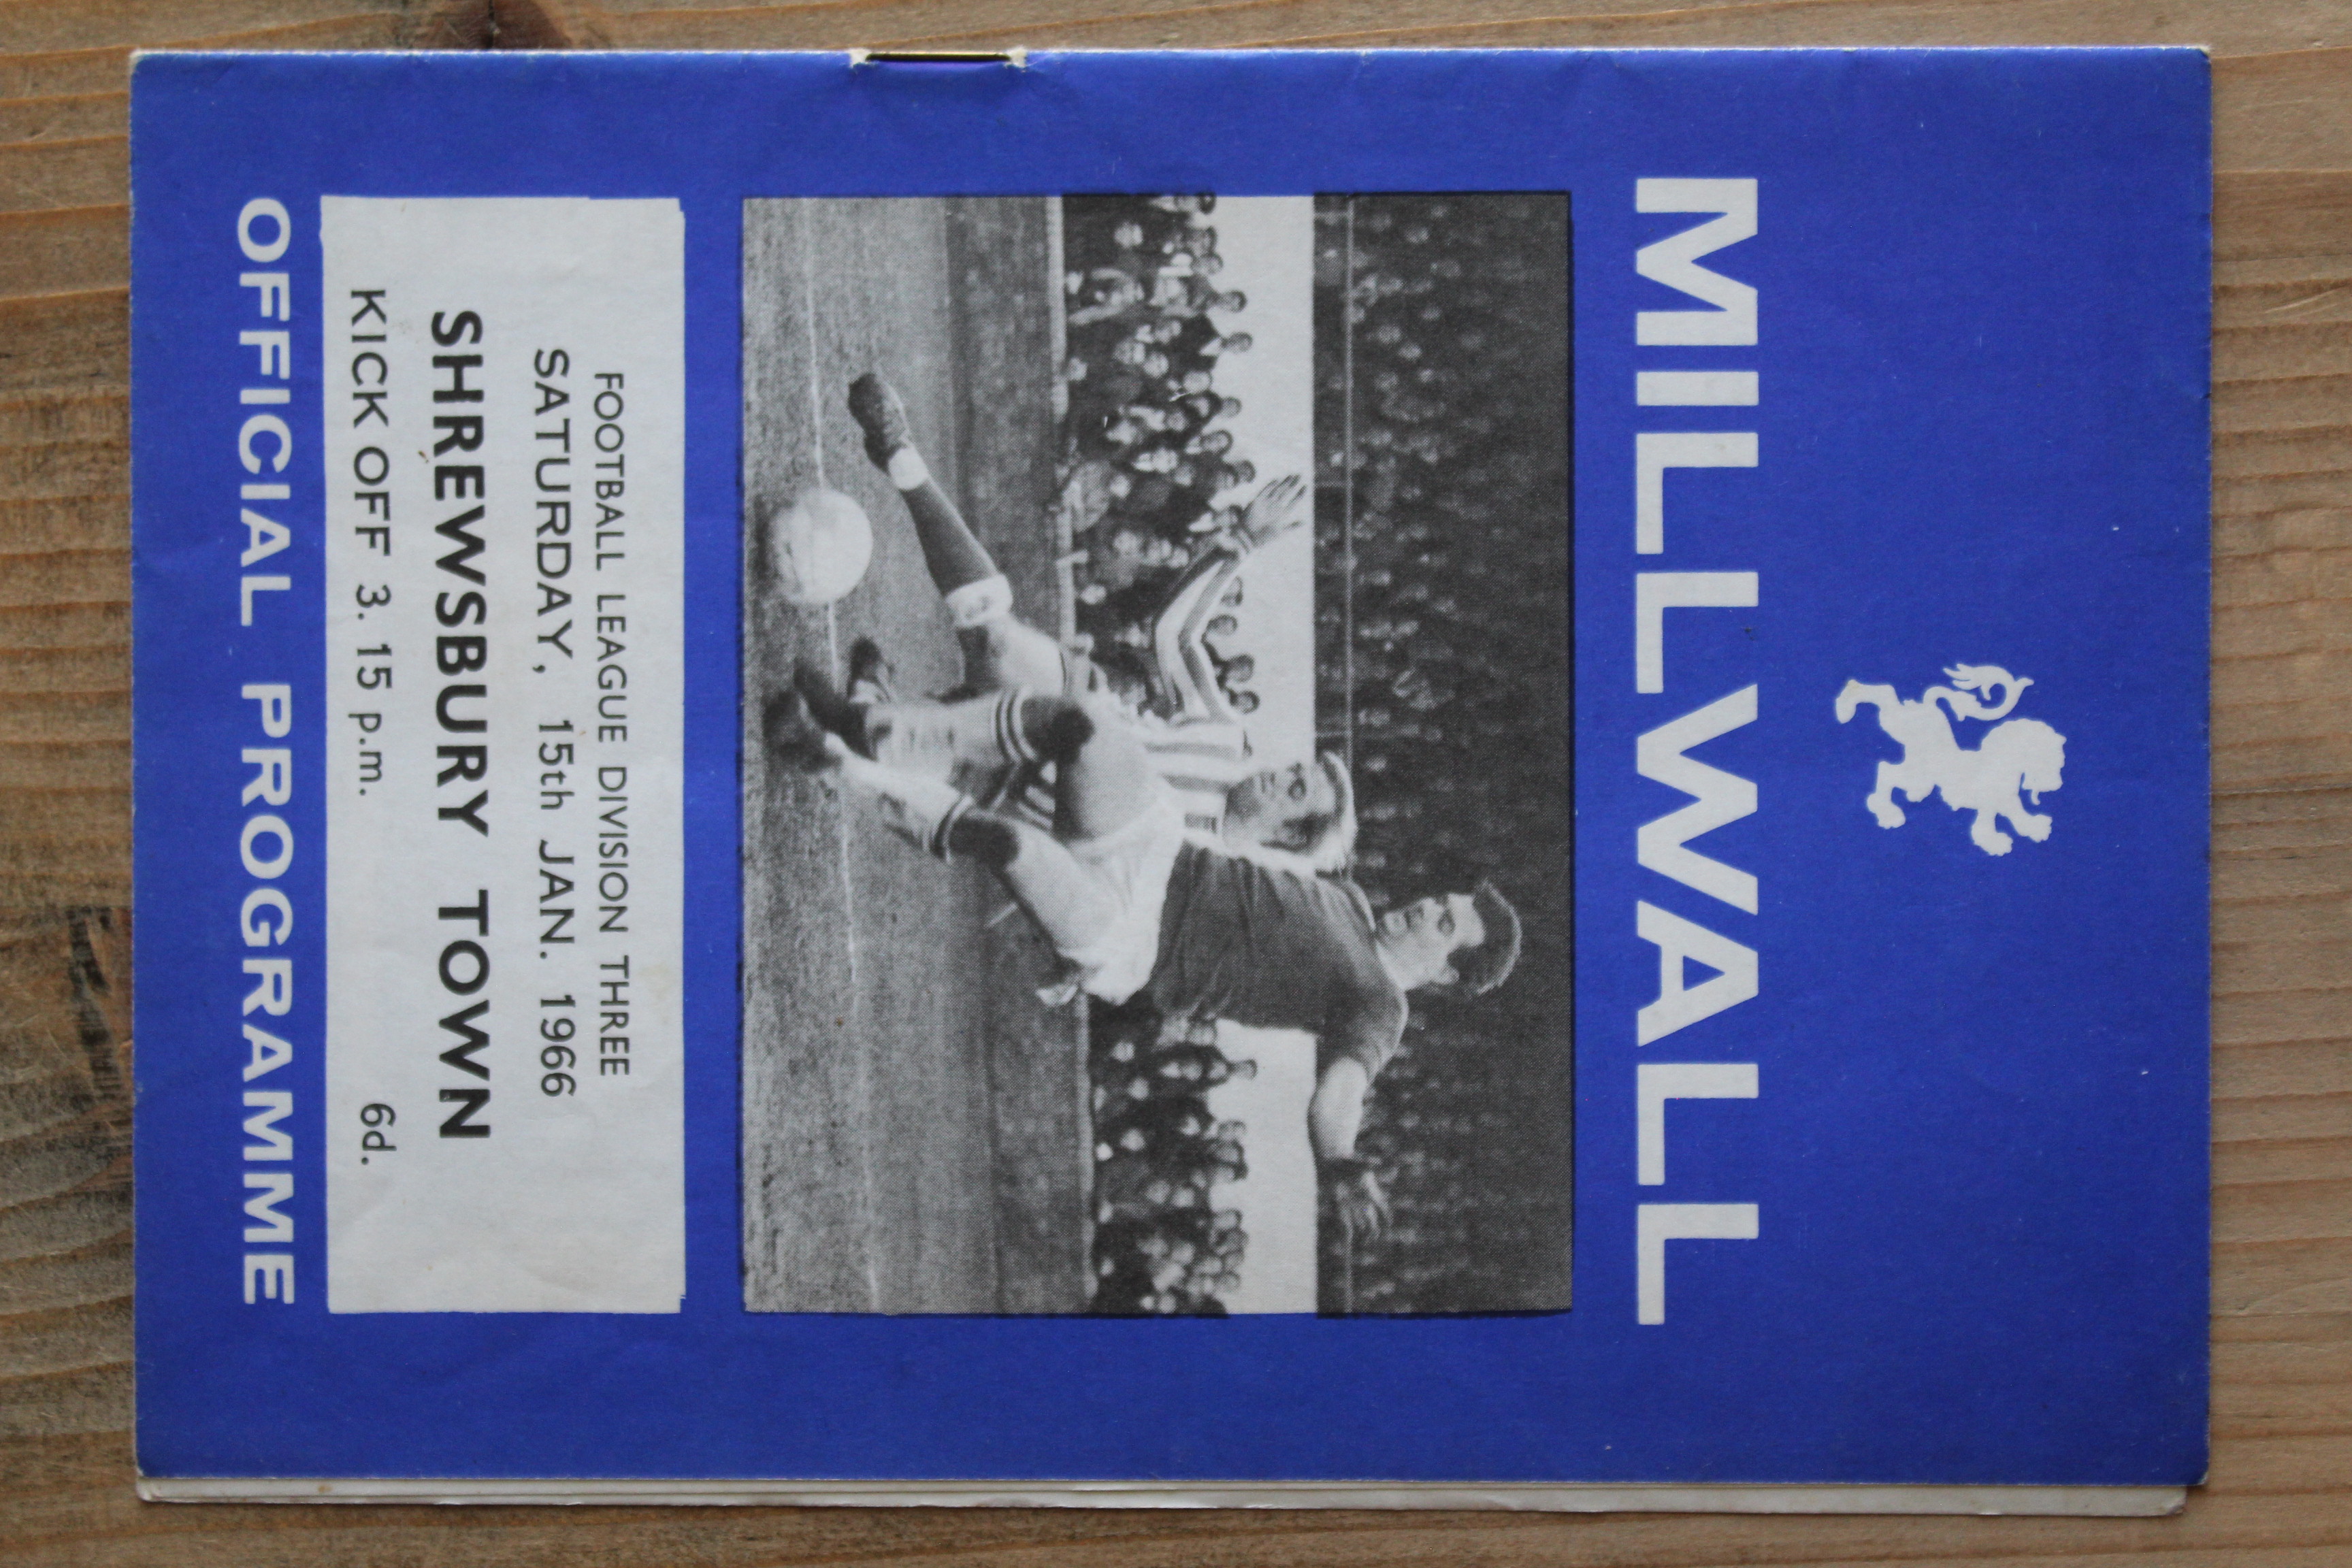 MILLWALL
FOOTBALL LEAGUE DIVISION THREE
SATURDAY, 15th JAN. 1966
SHREWSBURY TOWN
KICK OFF 3. 15 p.m. 6d.
OFFICIAL PROGRAMME